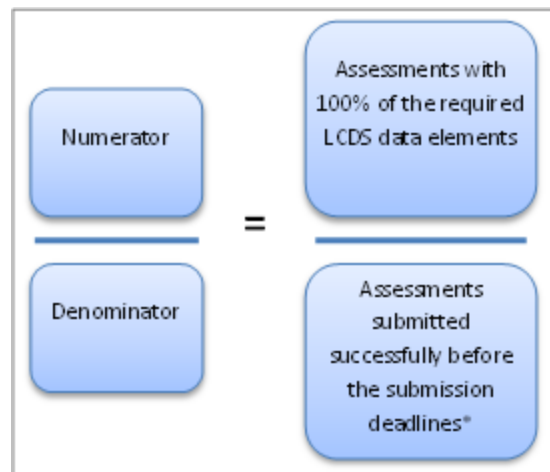 Numerator
Denominator
=
Assessments with
100% of the required
LCDS data elements
Assessments
submitted
successfully before
the submission
deadlines*